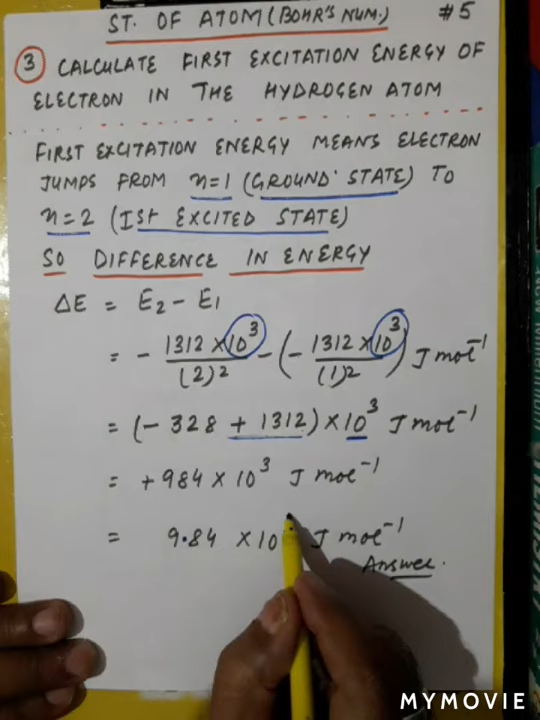 ST. OF ATOM (BOHR'S NUM.) #5
3 CALCULATE FIRST EXCITATION ENERGY OF
ELECTRON IN THE HYDROGEN ATOM
FIRST EXCITATION ENERGY MEANS ELECTRON
JUMPS FROM n=1 (GROUND STATE) TO
n=2 (Ist EXCITED STATE)
SO DIFFERENCE IN ENERGY
ΔE = E₂ - E₁
= - 1312 × 10³ / (2)² - (- 1312 × 10³ / (1)²) J mol⁻¹
= (- 328 + 1312) × 10³ J mol⁻¹
= + 984 × 10³ J mol⁻¹
= 9.84 × 10 J mol⁻¹
Answer.
MYMOVIE